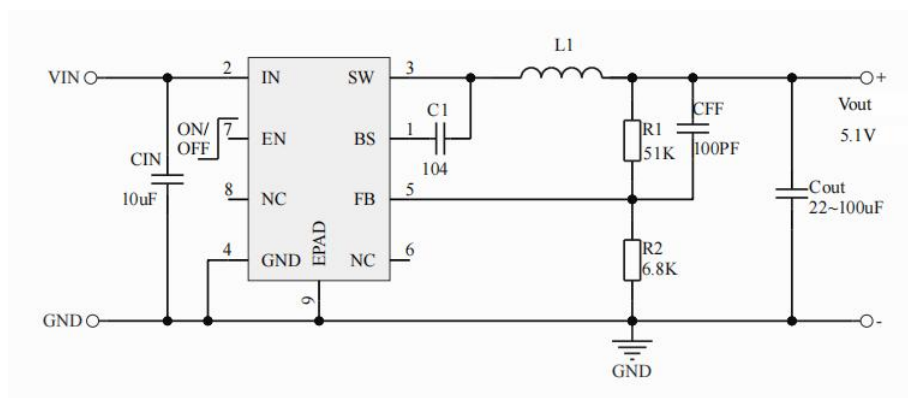 L1
VIN
2
IN
SW
3
+
Vout
5.1V
ON/
OFF
7
EN
BS
1
C1
104
R1
51K
CFF
100PF
CIN
10uF
8
NC
FB
5
Cout
22~100uF
4
GND
EPAD
NC
6
R2
6.8K
9
GND
-
GND